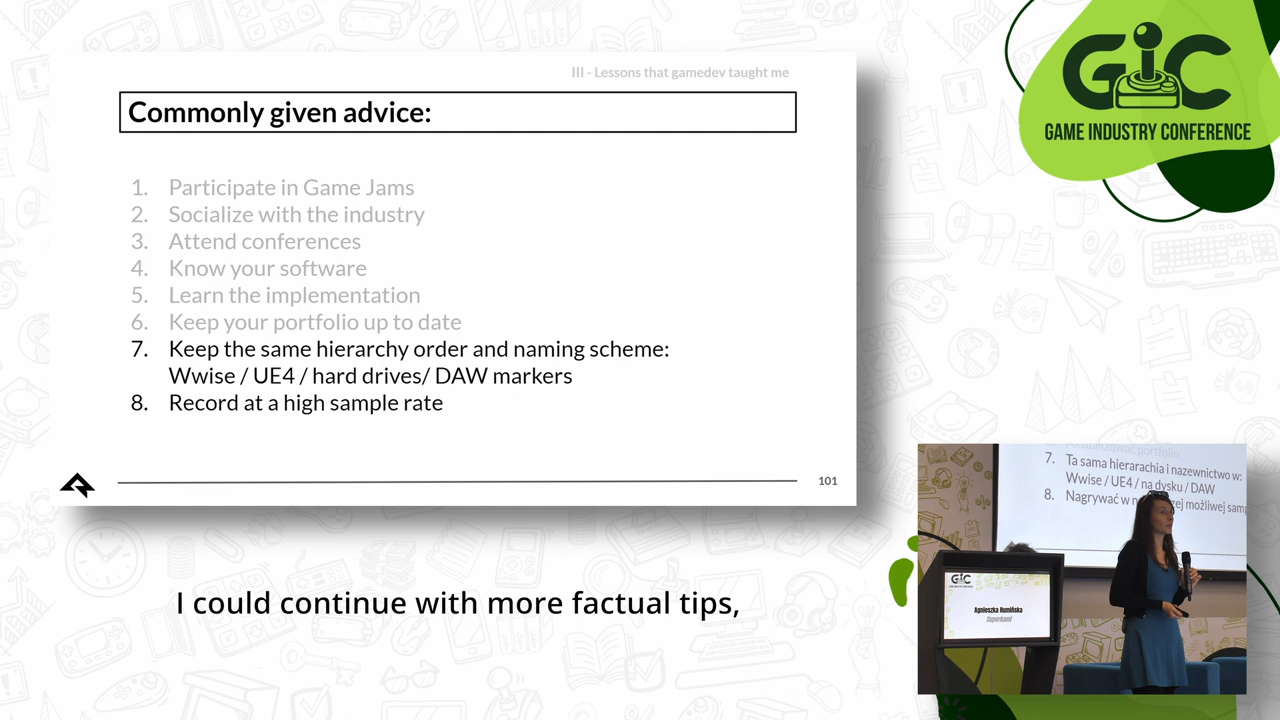 III - Lessons that gamedev taught me
Commonly given advice:
1. Participate in Game Jams
2. Socialize with the industry
3. Attend conferences
4. Know your software
5. Learn the implementation
6. Keep your portfolio up to date
7. Keep the same hierarchy order and naming scheme:
Wwise / UE4 / hard drives/ DAW markers
8. Record at a high sample rate
101
GIC
GAME INDUSTRY CONFERENCE
portfolio
7. Ta sama hierarachia i nazewnictwo w:
Wwise / UE4 / na dysku / DAW
8. Nagrywać w możliwej
GIC
Agnieszka Rumińska
I could continue with more factual tips,